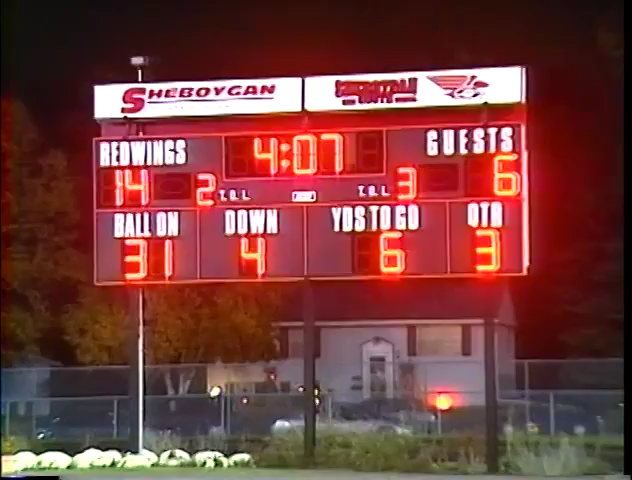 SHEBOYGAN
REDWINGS 4:07 GUESTS
14 2 T.O.L. T.O.L. 3 6
BALL ON DOWN YDS TO GO QTR
31 4 6 3